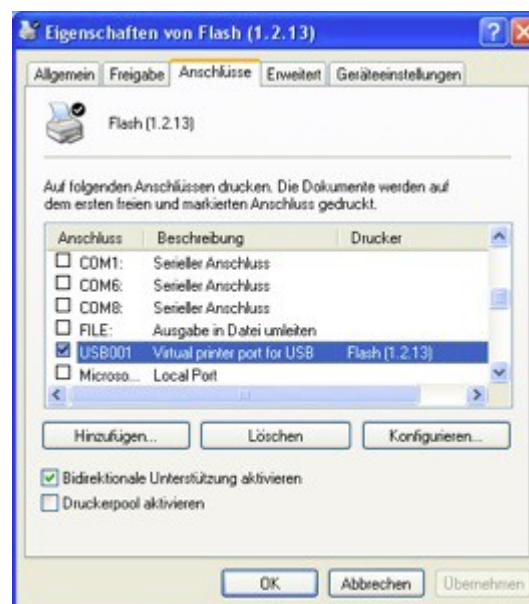 Eigenschaften von Flash (1.2.13)
Allgemein Freigabe Anschlüsse Erweitert Geräteeinstellungen
Flash (1.2.13)
Auf folgenden Anschlüssen drucken. Die Dokumente werden auf
dem ersten freien und markierten Anschluss gedruckt.
Anschluss Beschreibung Drucker
COM1: Serieller Anschluss
COM6: Serieller Anschluss
COM8: Serieller Anschluss
FILE: Ausgabe in Datei umleiten
USB001 Virtual printer port for USB Flash (1.2.13)
Microso... Local Port
Hinzufügen... Löschen Konfigurieren...
Bidirektionale Unterstützung aktivieren
Druckerpool aktivieren
OK Abbrechen Übernehmen